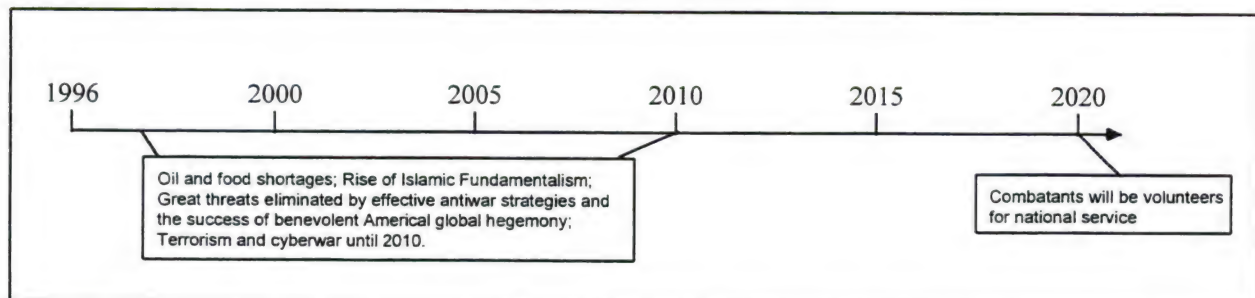 1996 2000 2005 2010 2015 2020
Oil and food shortages; Rise of Islamic Fundamentalism;
Great threats eliminated by effective antiwar strategies and
the success of benevolent Americal global hegemony;
Terrorism and cyberwar until 2010.
Combatants will be volunteers
for national service